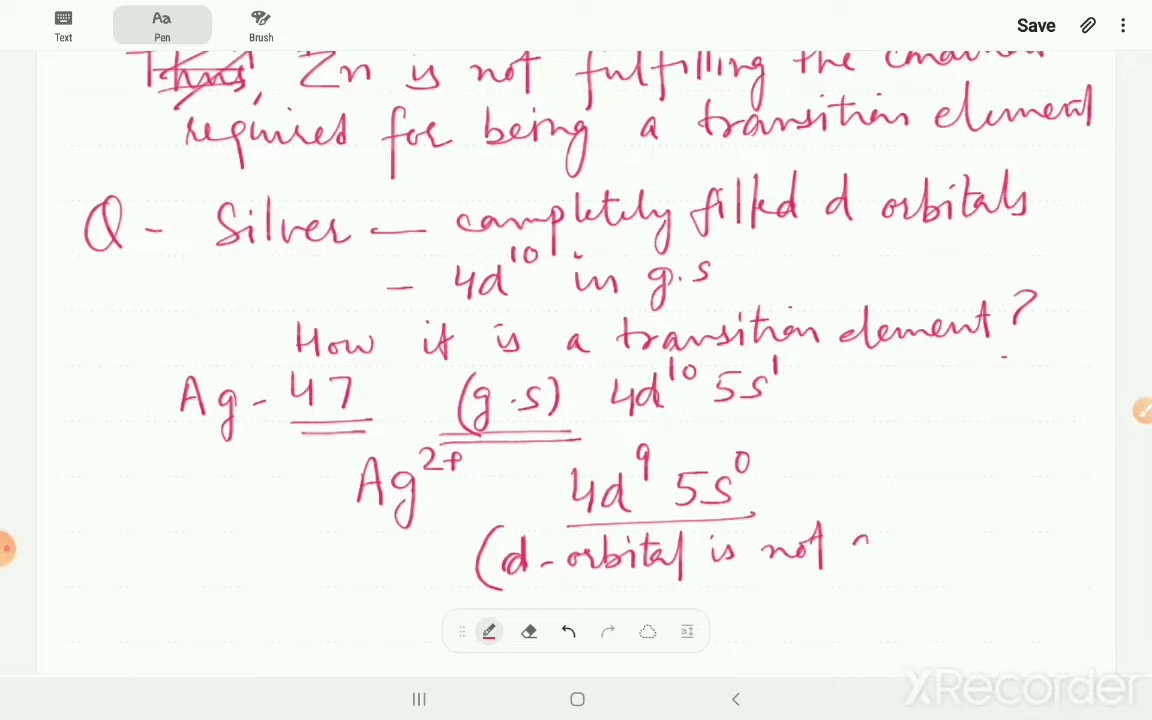 Save
Text Pen Brush
Thus, Zn is not fulfilling the
required for being a transition element
Q - Silver — completely filled d orbitals
- 4d¹⁰ in g.s
How it is a transition element?
Ag - 47 (g.s) 4d¹⁰ 5s¹
Ag²⁺ 4d⁹ 5s⁰
(d-orbital is not
XRecorder